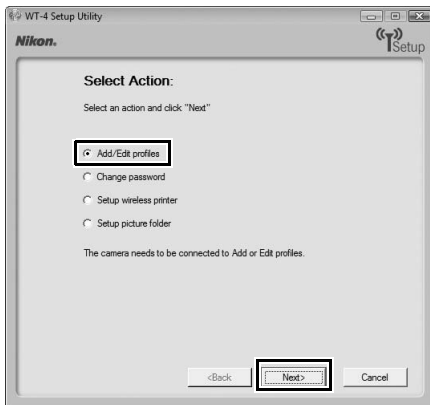 WT-4 Setup Utility
Nikon.
Setup
Select Action:
Select an action and click "Next"
Add/Edit profiles
Change password
Setup wireless printer
Setup picture folder
The camera needs to be connected to Add or Edit profiles.
<Back
Next>
Cancel